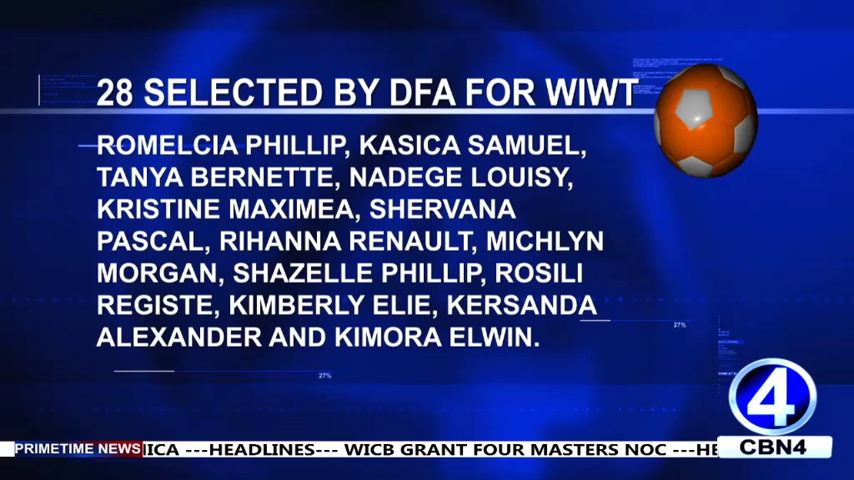 28 SELECTED BY DFA FOR WIWT
ROMELCIA PHILLIP, KASICA SAMUEL,
TANYA BERNETTE, NADEGE LOUISY,
KRISTINE MAXIMEA, SHERVANA
PASCAL, RIHANNA RENAULT, MICHLYN
MORGAN, SHAZELLE PHILLIP, ROSILI
REGISTE, KIMBERLY ELIE, KERSANDA
ALEXANDER AND KIMORA ELWIN.
27%
27%
4
CBN4
PRIMETIME NEWS ICA ---HEADLINES--- WICB GRANT FOUR MASTERS NOC ---HE